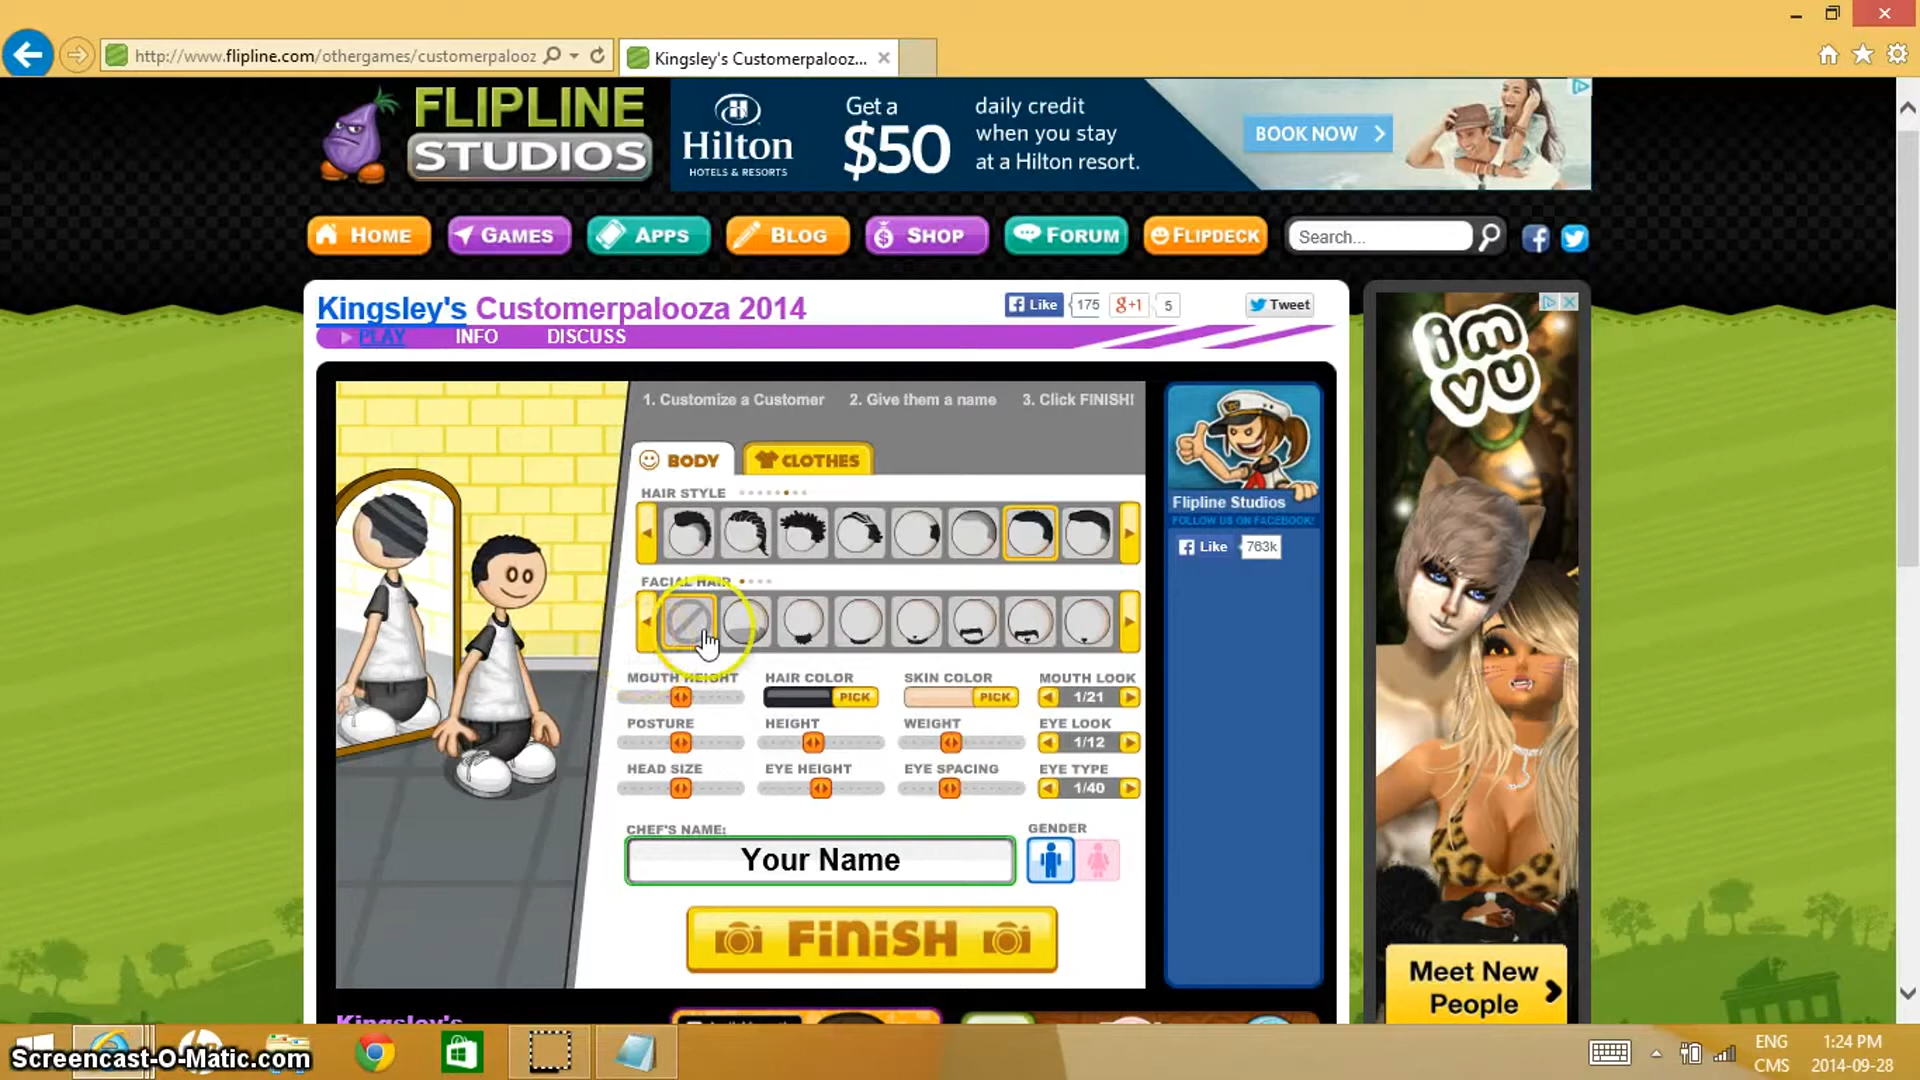 http://www.flipline.com/othergames/customerpalooz
Kingsley's Customerpalooz...
FLIPLINE
STUDIOS
Hilton
HOTELS & RESORTS
Get a
$50
daily credit
when you stay
at a Hilton resort.
BOOK NOW
HOME
GAMES
APPS
BLOG
SHOP
FORUM
FLIPDECK
Search...
Kingsley's Customerpalooza 2014
Like 175
g+1 5
Tweet
PLAY
INFO
DISCUSS
1. Customize a Customer
2. Give them a name
3. Click FINISH!
BODY
CLOTHES
HAIR STYLE
FACIAL HAIR
MOUTH HEIGHT
HAIR COLOR
PICK
SKIN COLOR
PICK
MOUTH LOOK
1/21
POSTURE
HEIGHT
WEIGHT
EYE LOOK
1/12
HEAD SIZE
EYE HEIGHT
EYE SPACING
EYE TYPE
1/40
CHEF'S NAME:
Your Name
GENDER
FINISH
Flipline Studios
FOLLOW US ON FACEBOOK!
Like 763k
imvu
Meet New
People
Kingsley's
Screencast-O-Matic.com
ENG
CMS
1:24 PM
2014-09-28